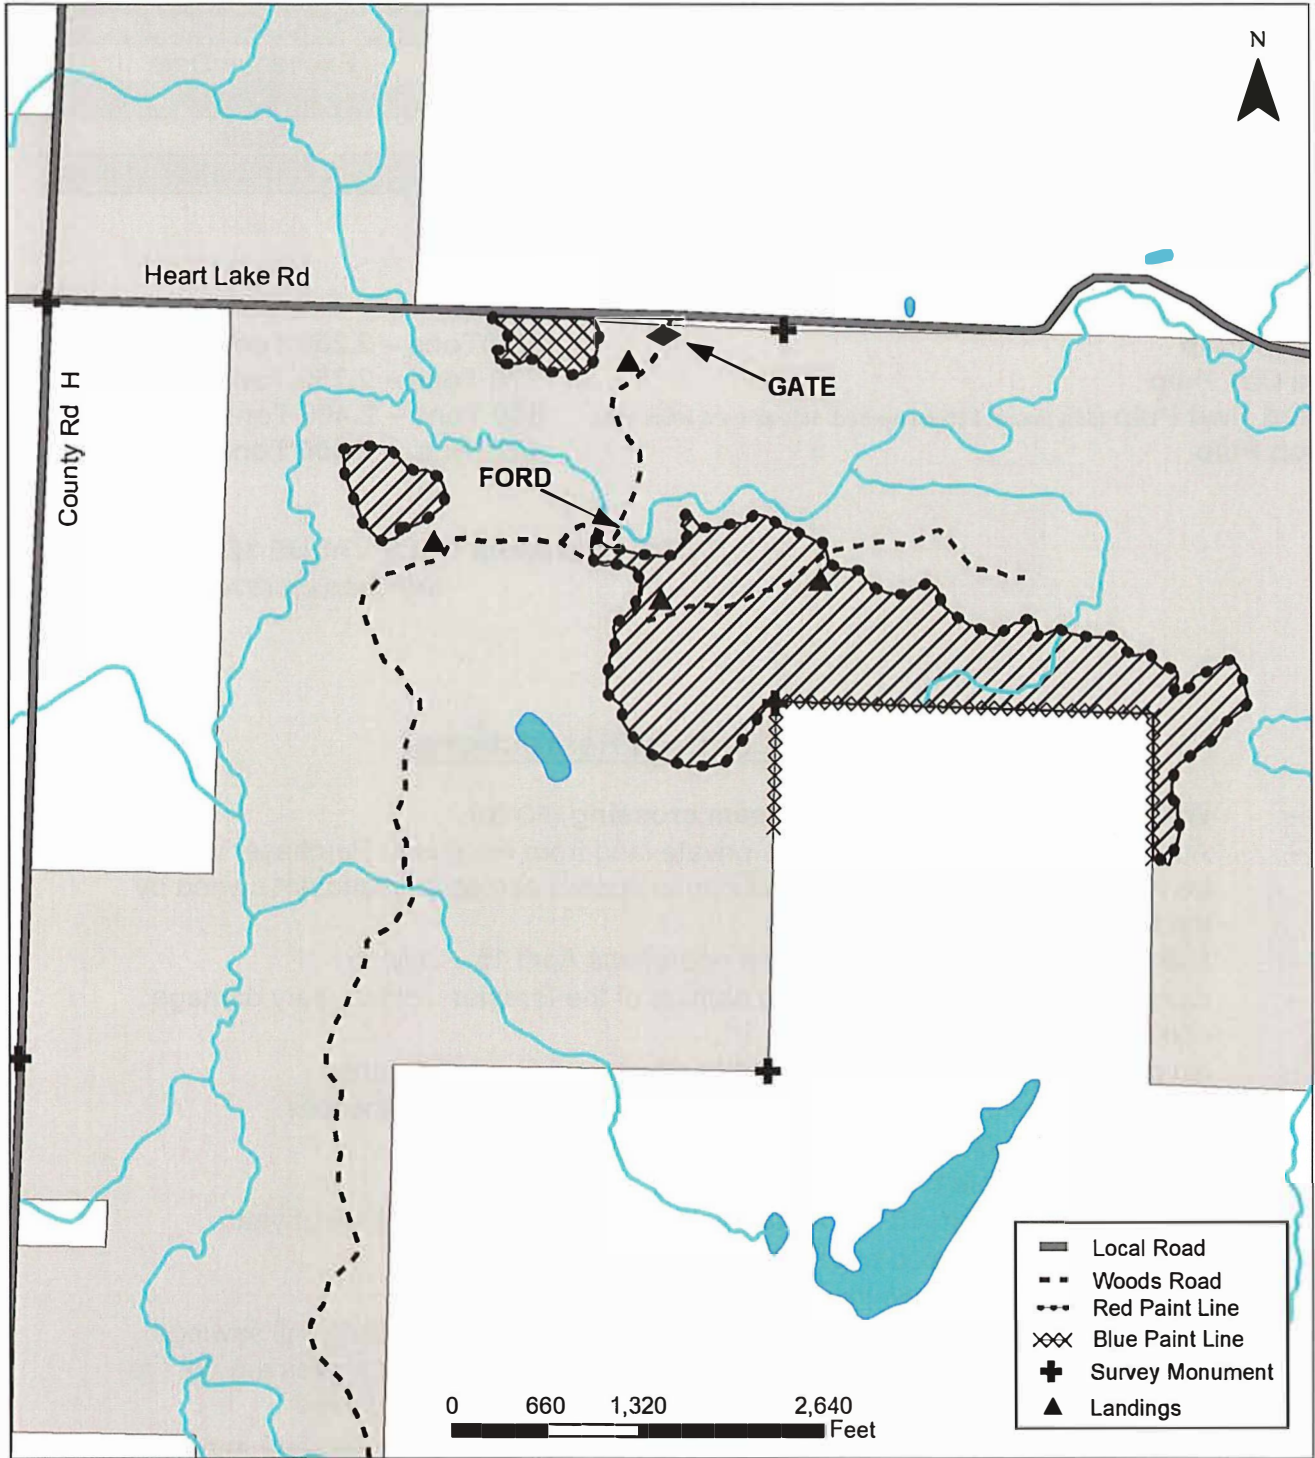 N
Heart Lake Rd
GATE
County Rd H
FORD
Local Road
Woods Road
Red Paint Line
Blue Paint Line
Survey Monument
Landings
0 660 1,320 2,640
Feet